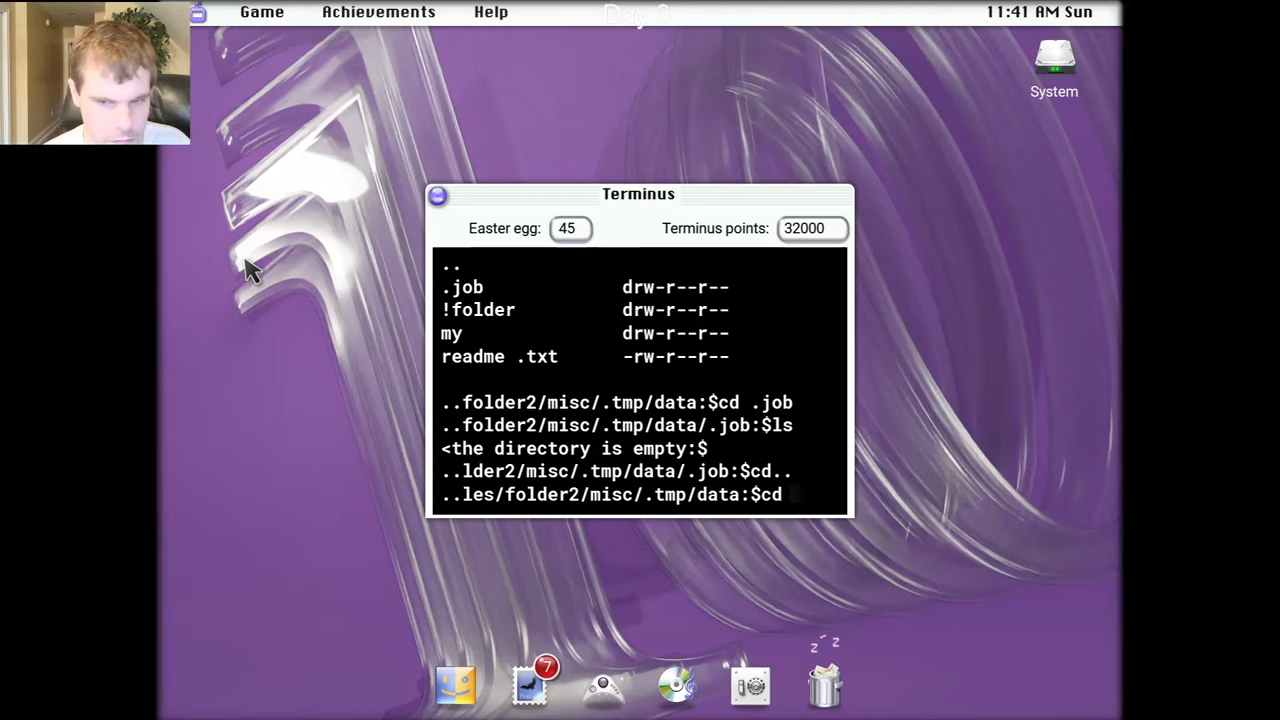 Game Achievements Help Day 2 11:41 AM Sun
System
Terminus
Easter egg: 45 Terminus points: 32000
..
.job drw-r--r--
!folder drw-r--r--
my drw-r--r--
readme .txt -rw-r--r--
..folder2/misc/.tmp/data:$cd .job
..folder2/misc/.tmp/data/.job:$ls
<the directory is empty:$
..lder2/misc/.tmp/data/.job:$cd..
..les/folder2/misc/.tmp/data:$cd
z z z
7